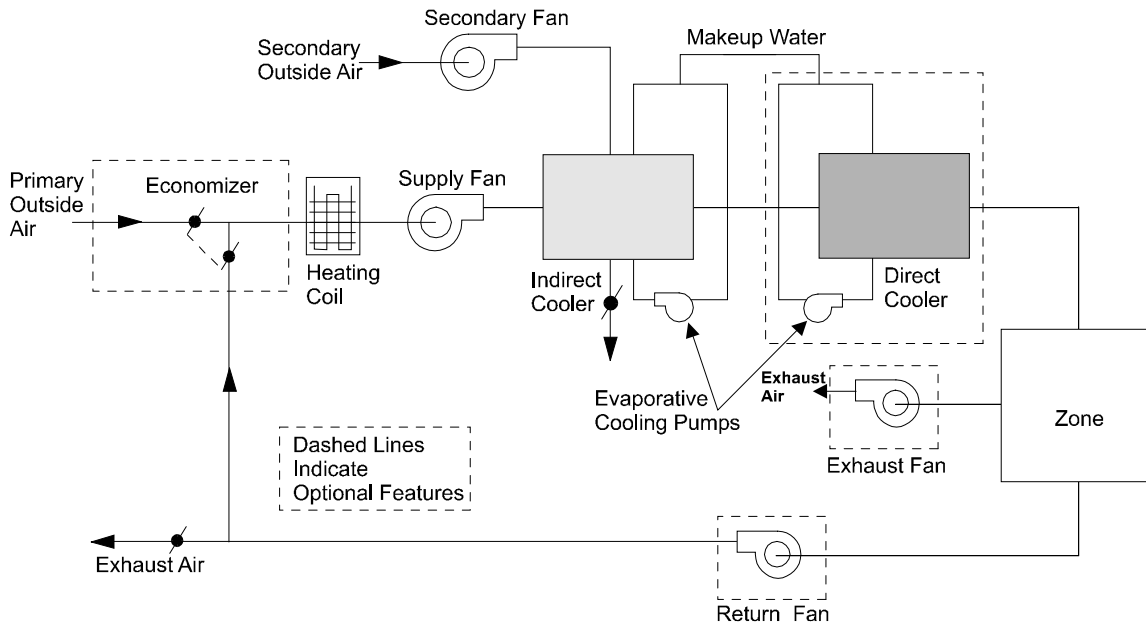 Secondary Fan
Secondary
Outside Air
Makeup Water
Primary
Outside
Air
Economizer
Supply Fan
Heating
Coil
Indirect
Cooler
Direct
Cooler
Evaporative
Cooling Pumps
Exhaust
Air
Zone
Exhaust Fan
Dashed Lines
Indicate
Optional Features
Exhaust Air
Return Fan